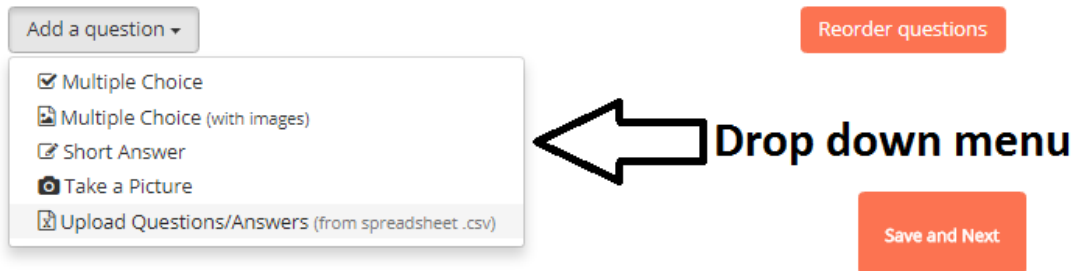 Add a question
Reorder questions
Multiple Choice
Multiple Choice (with images)
Short Answer
Take a Picture
Upload Questions/Answers (from spreadsheet .csv)
Drop down menu
Save and Next